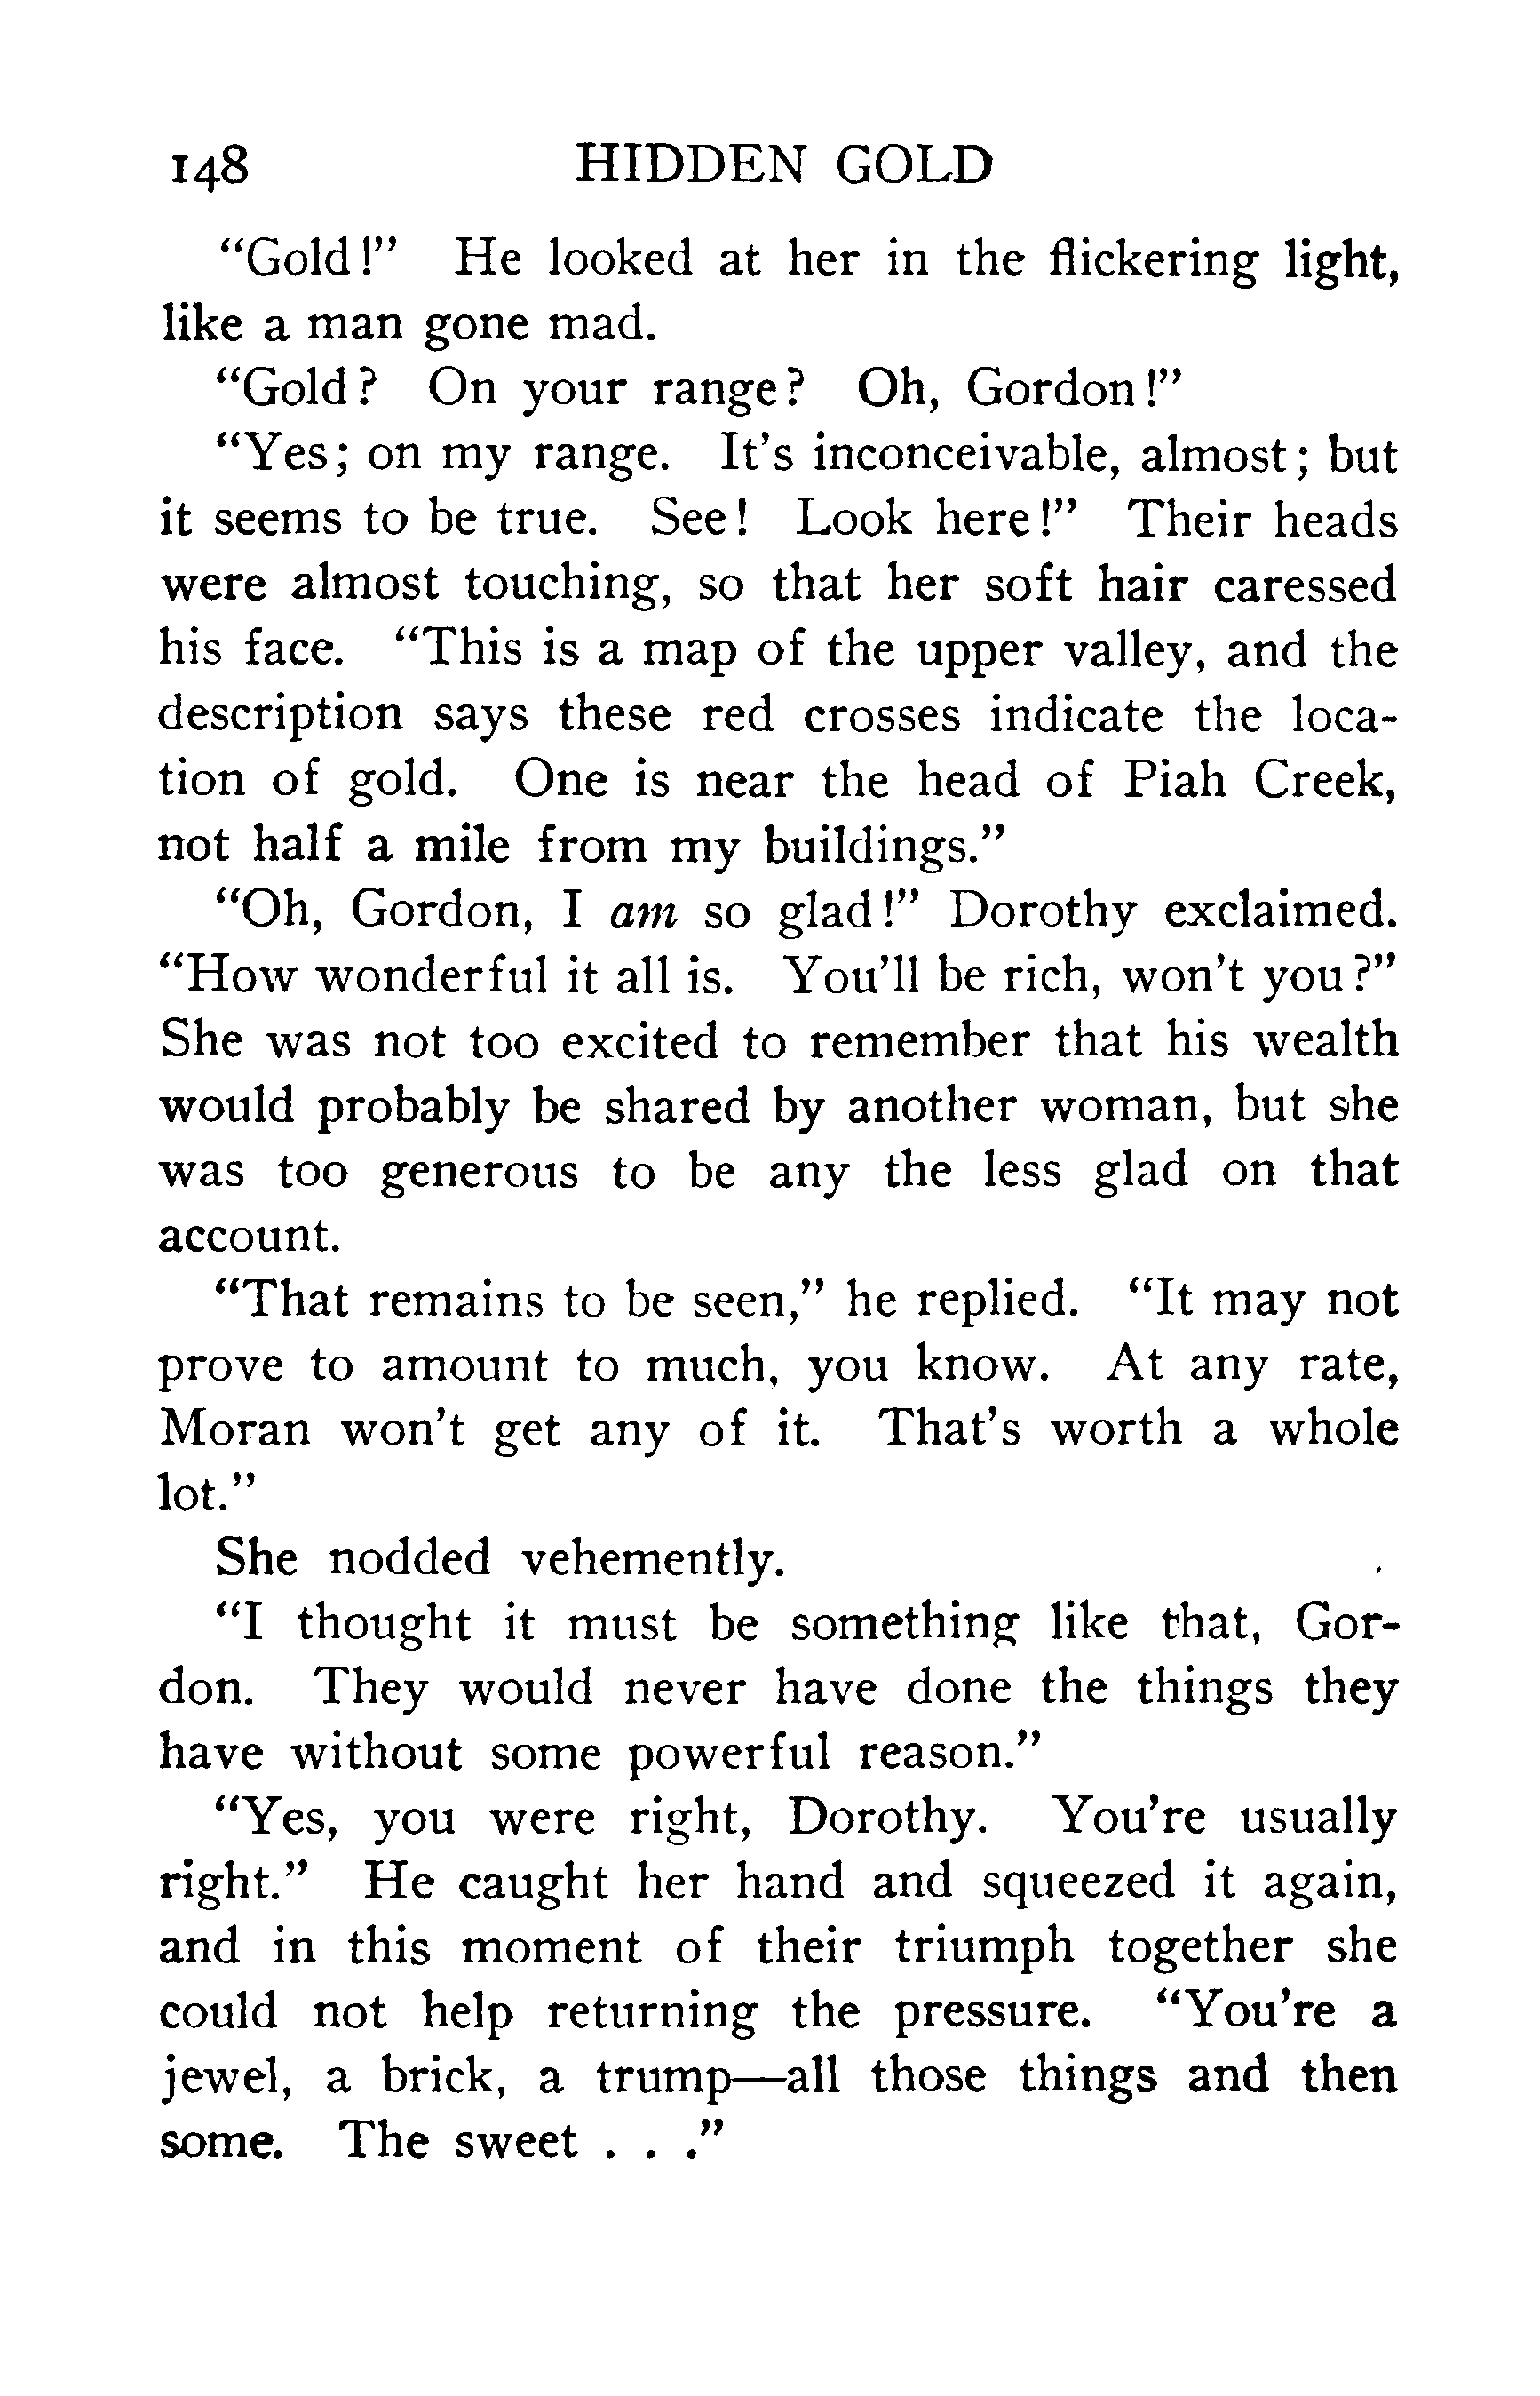 148 HIDDEN GOLD
“Gold!” He looked at her in the flickering light,
like a man gone mad.
“Gold? On your range? Oh, Gordon!”
“Yes; on my range. It’s inconceivable, almost; but
it seems to be true. See! Look here!” Their heads
were almost touching, so that her soft hair caressed
his face. “This is a map of the upper valley, and the
description says these red crosses indicate the loca-
tion of gold. One is near the head of Piah Creek,
not half a mile from my buildings.”
“Oh, Gordon, I am so glad!” Dorothy exclaimed.
“How wonderful it all is. You’ll be rich, won’t you?”
She was not too excited to remember that his wealth
would probably be shared by another woman, but she
was too generous to be any the less glad on that
account.
“That remains to be seen,” he replied. “It may not
prove to amount to much, you know. At any rate,
Moran won’t get any of it. That’s worth a whole
lot.”
She nodded vehemently.
“I thought it must be something like that, Gor-
don. They would never have done the things they
have without some powerful reason.”
“Yes, you were right, Dorothy. You’re usually
right.” He caught her hand and squeezed it again,
and in this moment of their triumph together she
could not help returning the pressure. “You’re a
jewel, a brick, a trump—all those things and then
some. The sweet . . .”